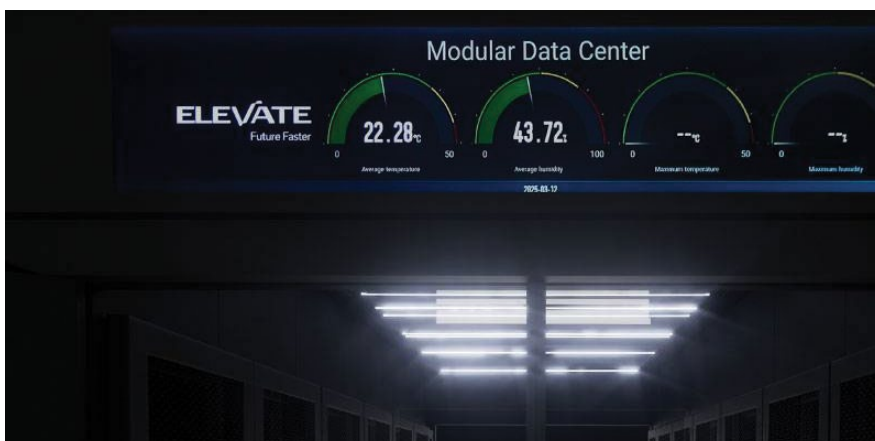 Modular Data Center
ELEVATE
Future Faster
22.28℃
0
50
Average temperature
43.72%
0
100
Average humidity
--℃
0
50
Maximum temperature
--%
0
Maximum humidity
2025-03-12